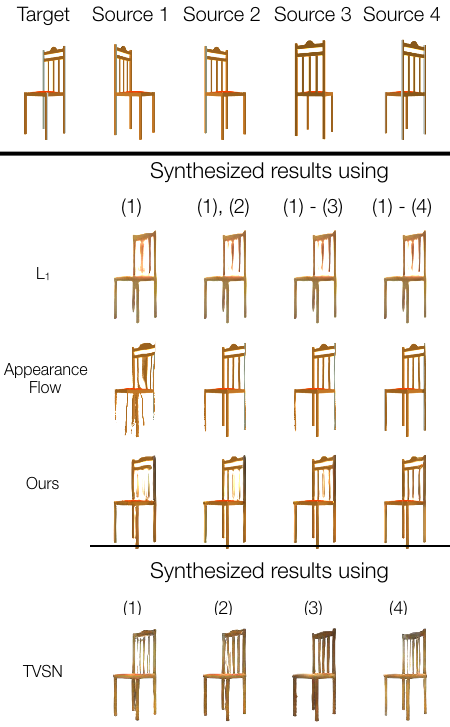 Target Source 1 Source 2 Source 3 Source 4
Synthesized results using
(1) (1), (2) (1) - (3) (1) - (4)
L₁
Appearance
Flow
Ours
Synthesized results using
(1) (2) (3) (4)
TVSN